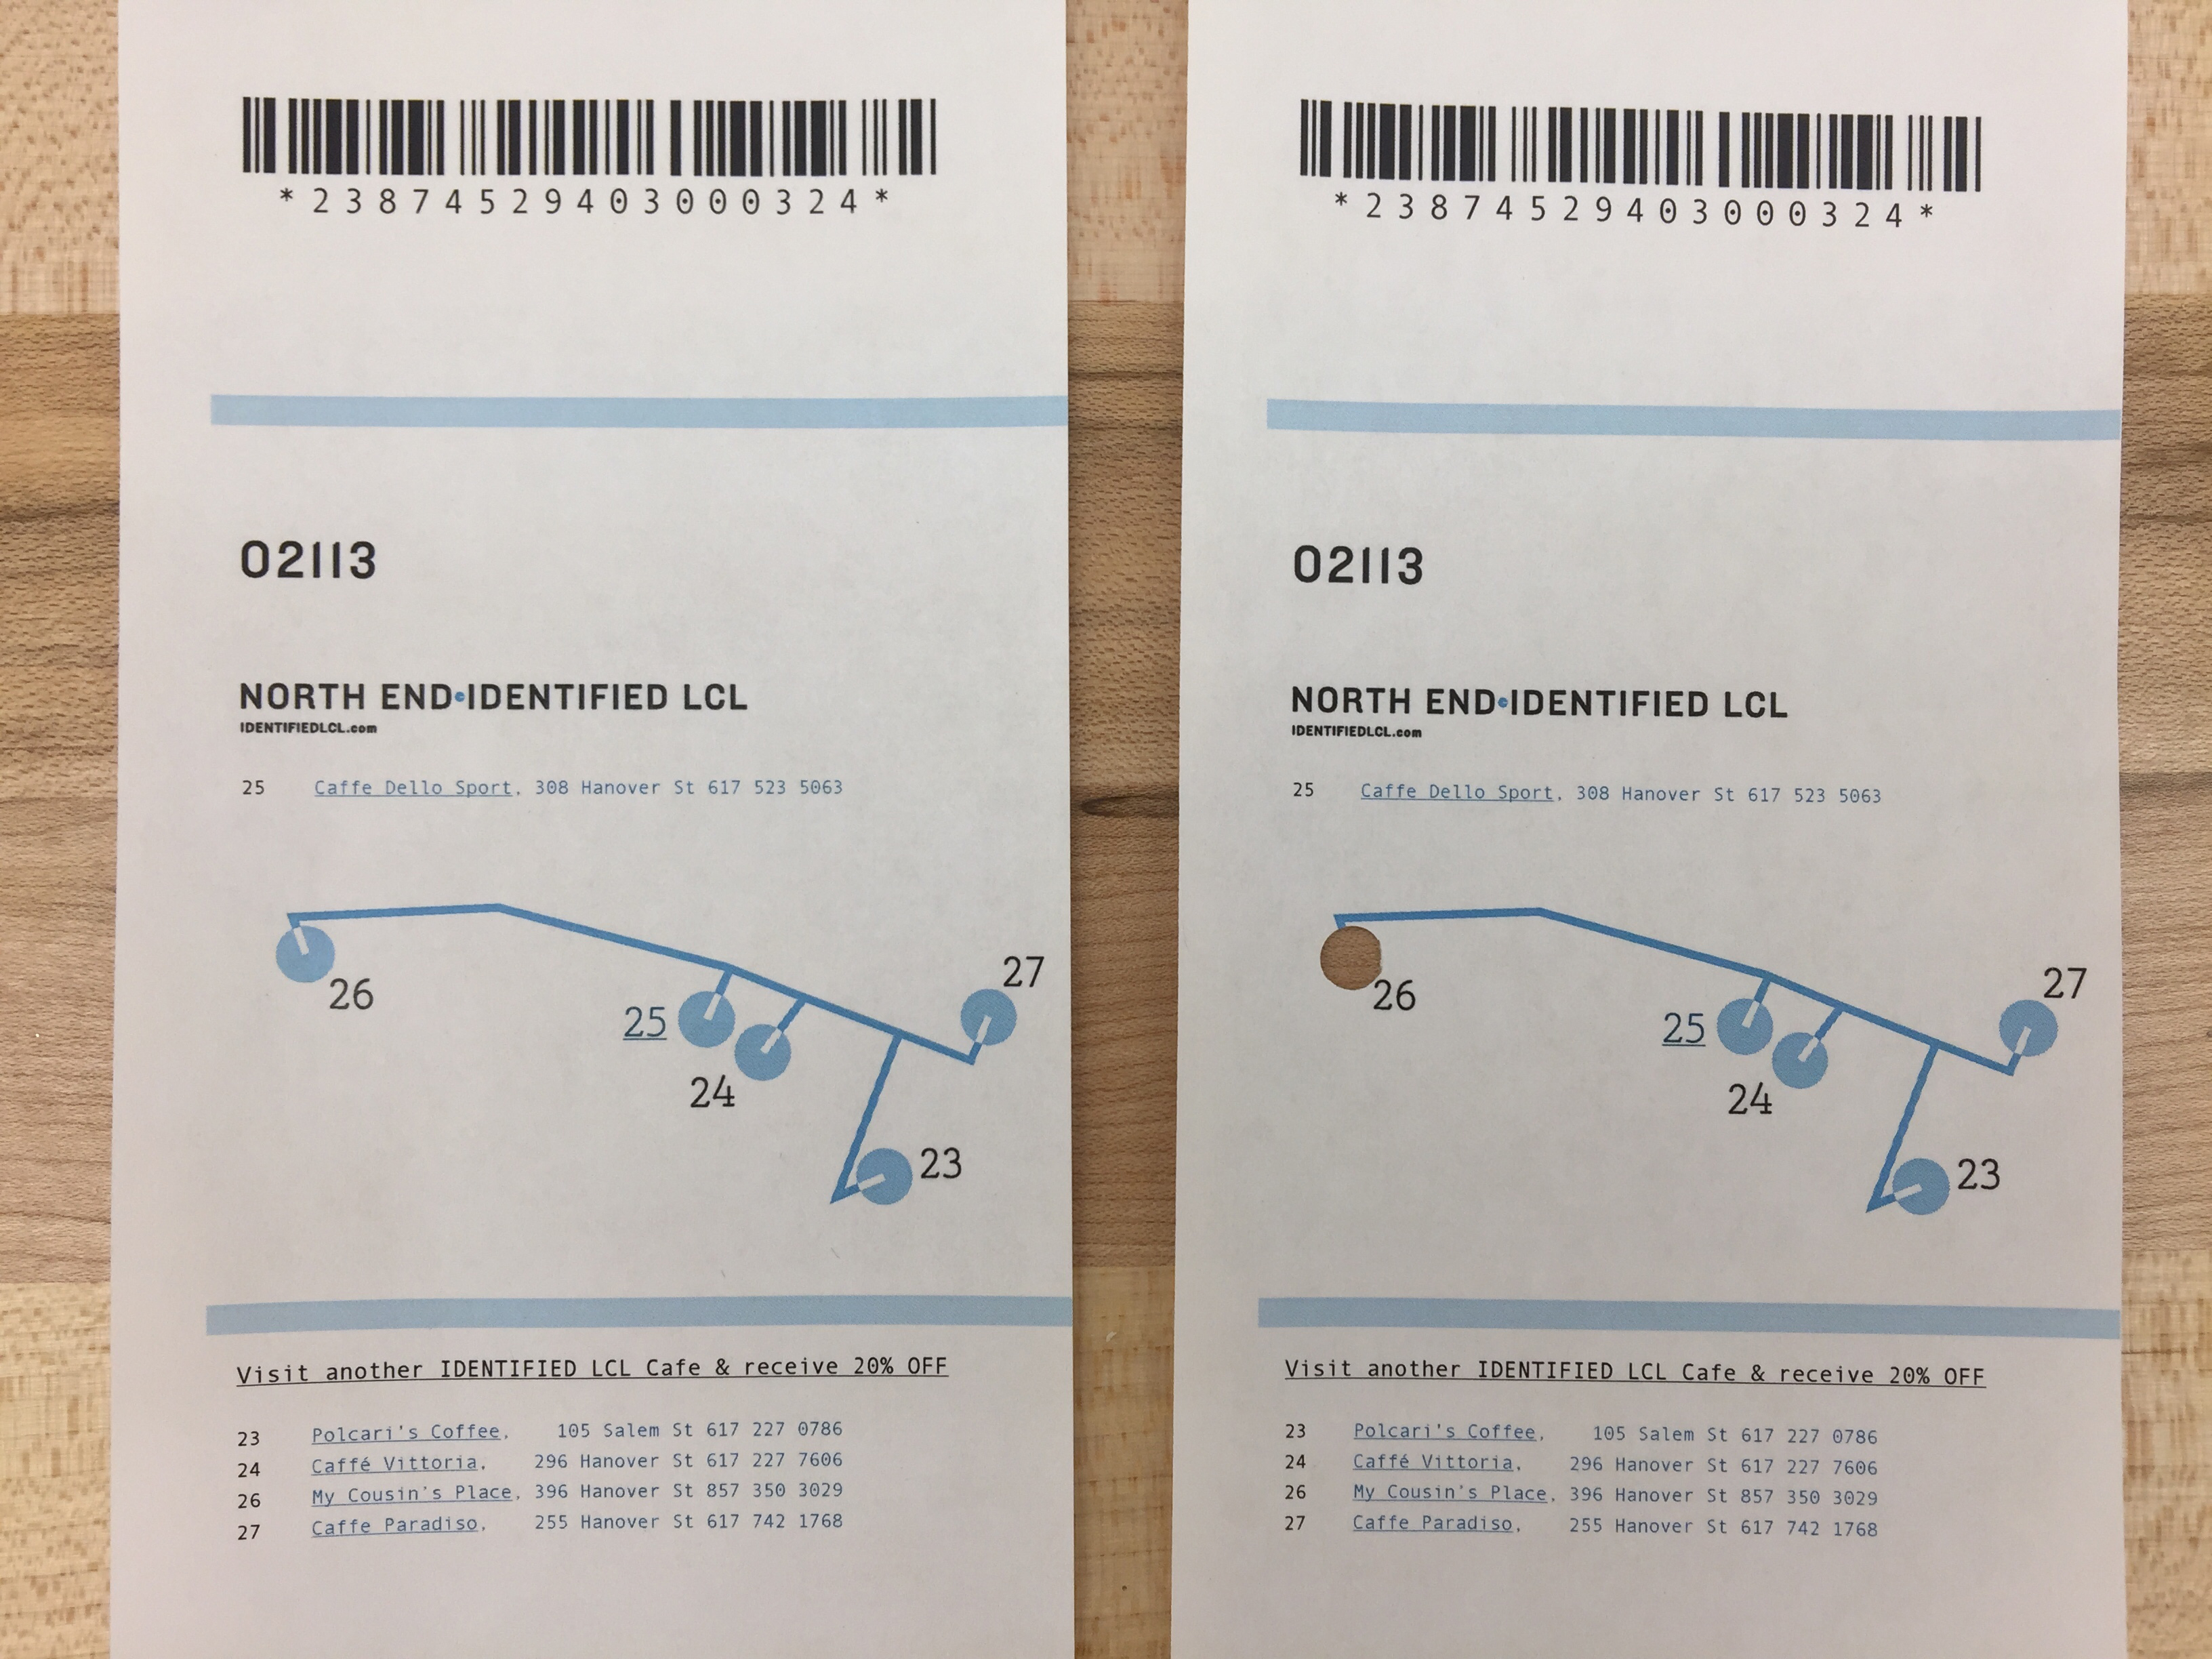 *23874529403000324*
02113
NORTH END•IDENTIFIED LCL
IDENTIFIEDLCL.com
25 Caffe Dello Sport, 308 Hanover St 617 523 5063
26
25
24
27
23
Visit another IDENTIFIED LCL Cafe & receive 20% OFF
23 Polcari's Coffee, 105 Salem St 617 227 0786
24 Caffé Vittoria, 296 Hanover St 617 227 7606
26 My Cousin's Place, 396 Hanover St 857 350 3029
27 Caffe Paradiso, 255 Hanover St 617 742 1768
*23874529403000324*
02113
NORTH END•IDENTIFIED LCL
IDENTIFIEDLCL.com
25 Caffe Dello Sport, 308 Hanover St 617 523 5063
26
25
24
27
23
Visit another IDENTIFIED LCL Cafe & receive 20% OFF
23 Polcari's Coffee, 105 Salem St 617 227 0786
24 Caffé Vittoria, 296 Hanover St 617 227 7606
26 My Cousin's Place, 396 Hanover St 857 350 3029
27 Caffe Paradiso, 255 Hanover St 617 742 1768